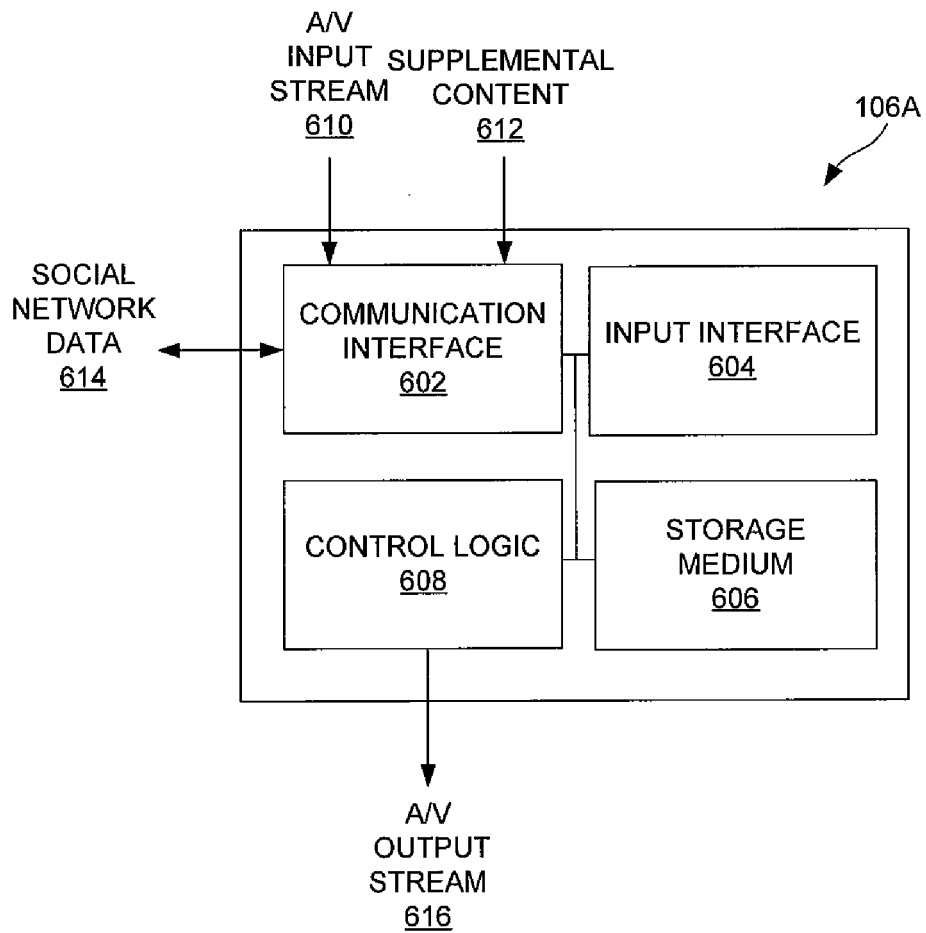 A/V
INPUT
STREAM
610
SUPPLEMENTAL
CONTENT
612
106A
SOCIAL
NETWORK
DATA
614
COMMUNICATION
INTERFACE
602
INPUT INTERFACE
604
CONTROL LOGIC
608
STORAGE
MEDIUM
606
A/V
OUTPUT
STREAM
616